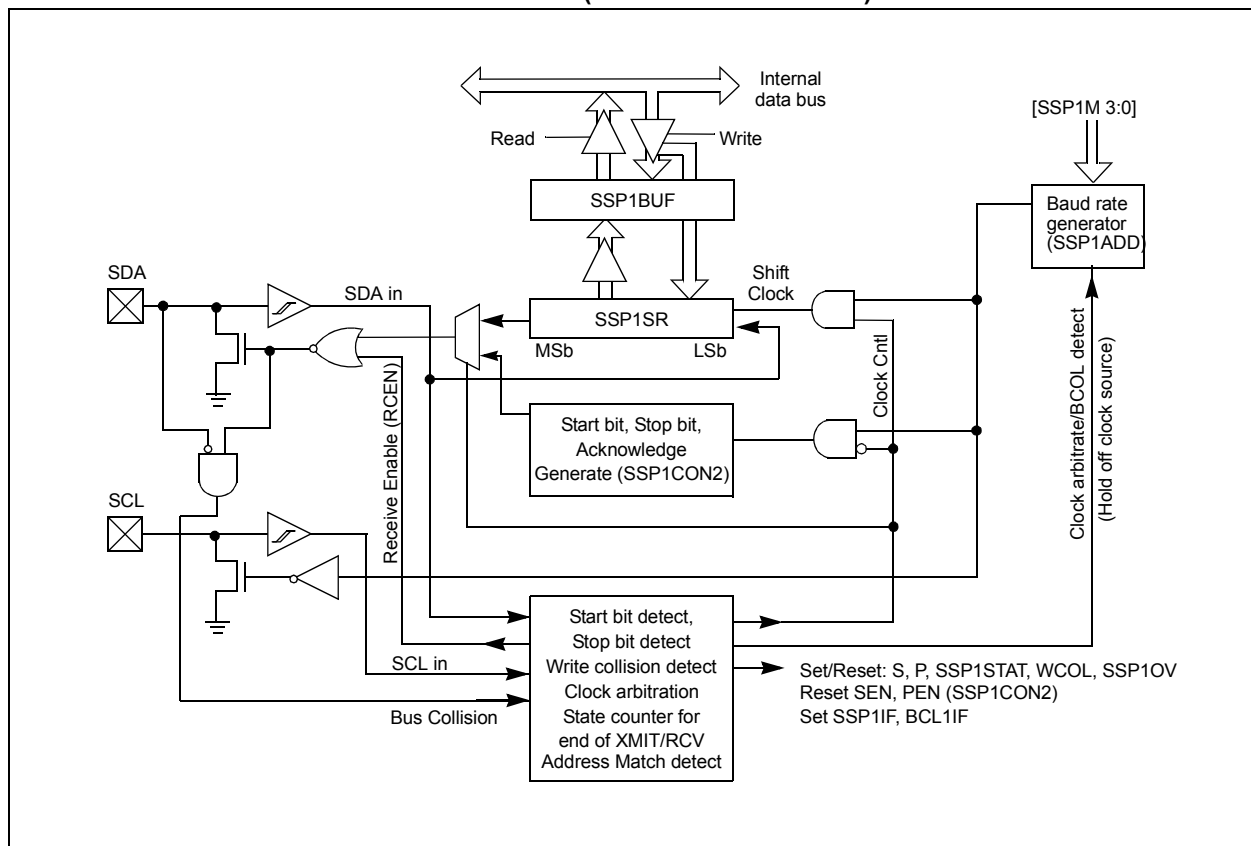 Internal
data bus
[SSP1M 3:0]
Read
Write
SSP1BUF
Baud rate
generator
(SSP1ADD)
SDA
SDA in
Shift
Clock
SSP1SR
MSb
LSb
Start bit, Stop bit,
Acknowledge
Generate (SSP1CON2)
Clock Cntl
Receive Enable (RCEN)
Clock arbitrate/BCOL detect
(Hold off clock source)
SCL
SCL in
Bus Collision
Start bit detect,
Stop bit detect
Write collision detect
Clock arbitration
State counter for
end of XMIT/RCV
Address Match detect
Set/Reset: S, P, SSP1STAT, WCOL, SSP1OV
Reset SEN, PEN (SSP1CON2)
Set SSP1IF, BCL1IF